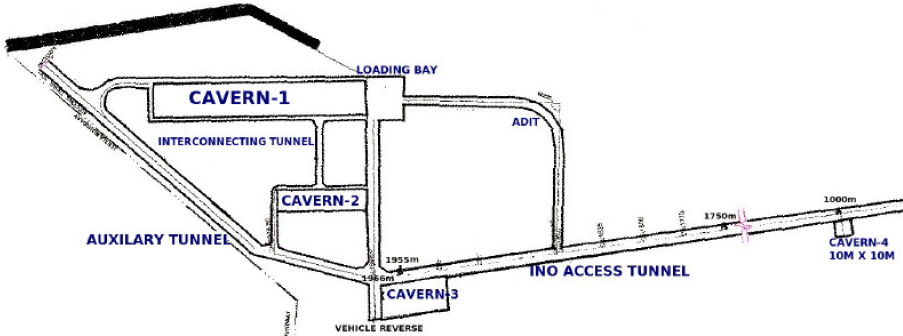 LOADING BAY
CAVERN-1
ADIT
INTERCONNECTING TUNNEL
CAVERN-2
1000m
1750m
AUXILARY TUNNEL
CAVERN-4
10M X 10M
1955m
INO ACCESS TUNNEL
1966m
CAVERN-3
VEHICLE REVERSE